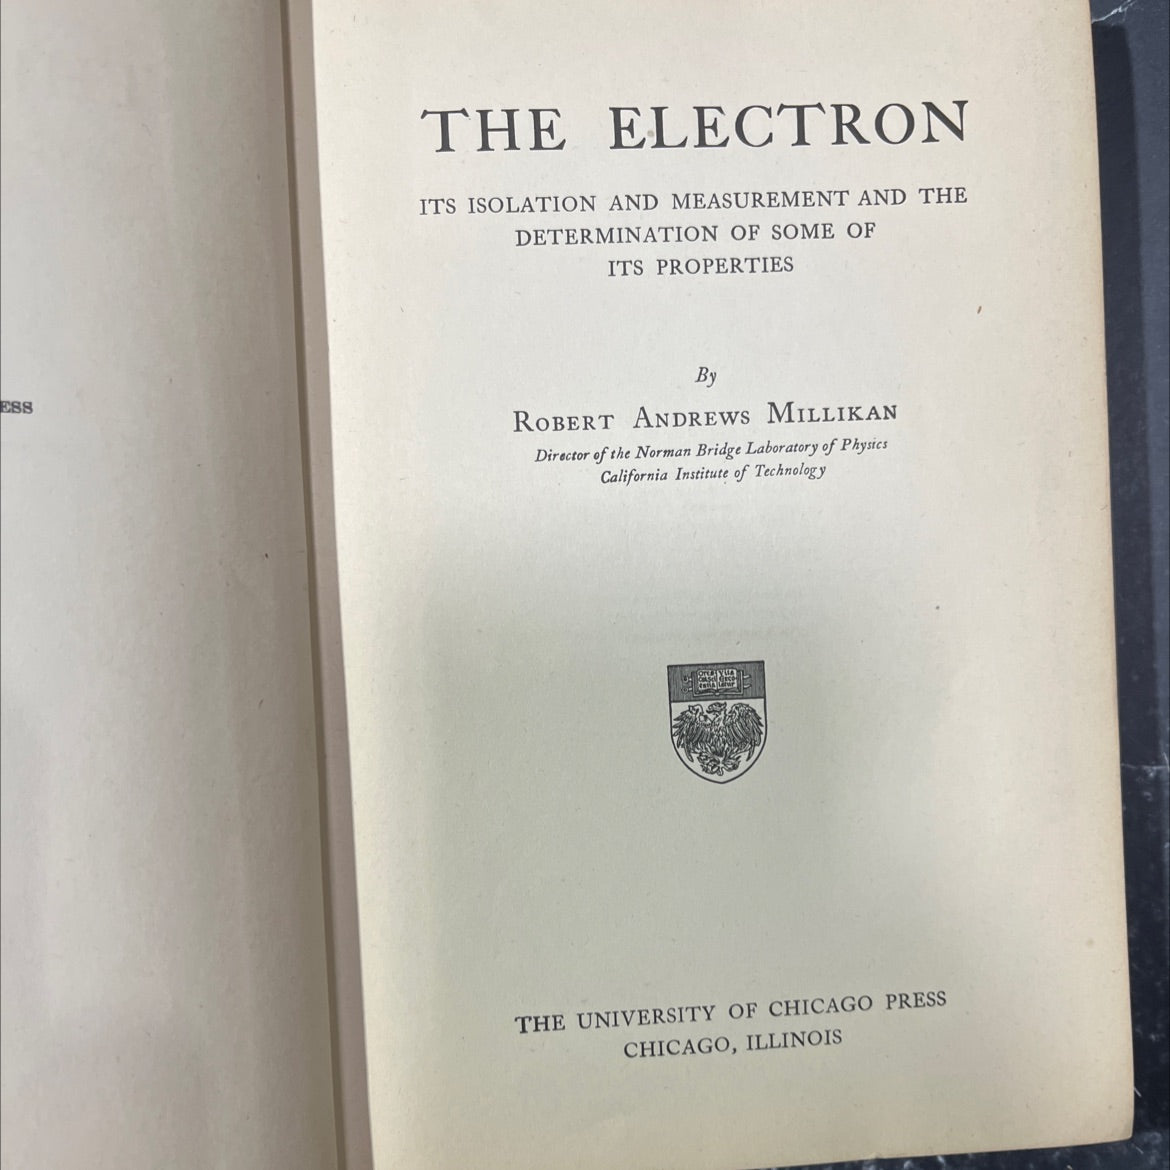 ESS
THE ELECTRON
ITS ISOLATION AND MEASUREMENT AND THE
DETERMINATION OF SOME OF
ITS PROPERTIES
By
ROBERT ANDREWS MILLIKAN
Director of the Norman Bridge Laboratory of Physics
California Institute of Technology
THE UNIVERSITY OF CHICAGO PRESS
CHICAGO, ILLINOIS